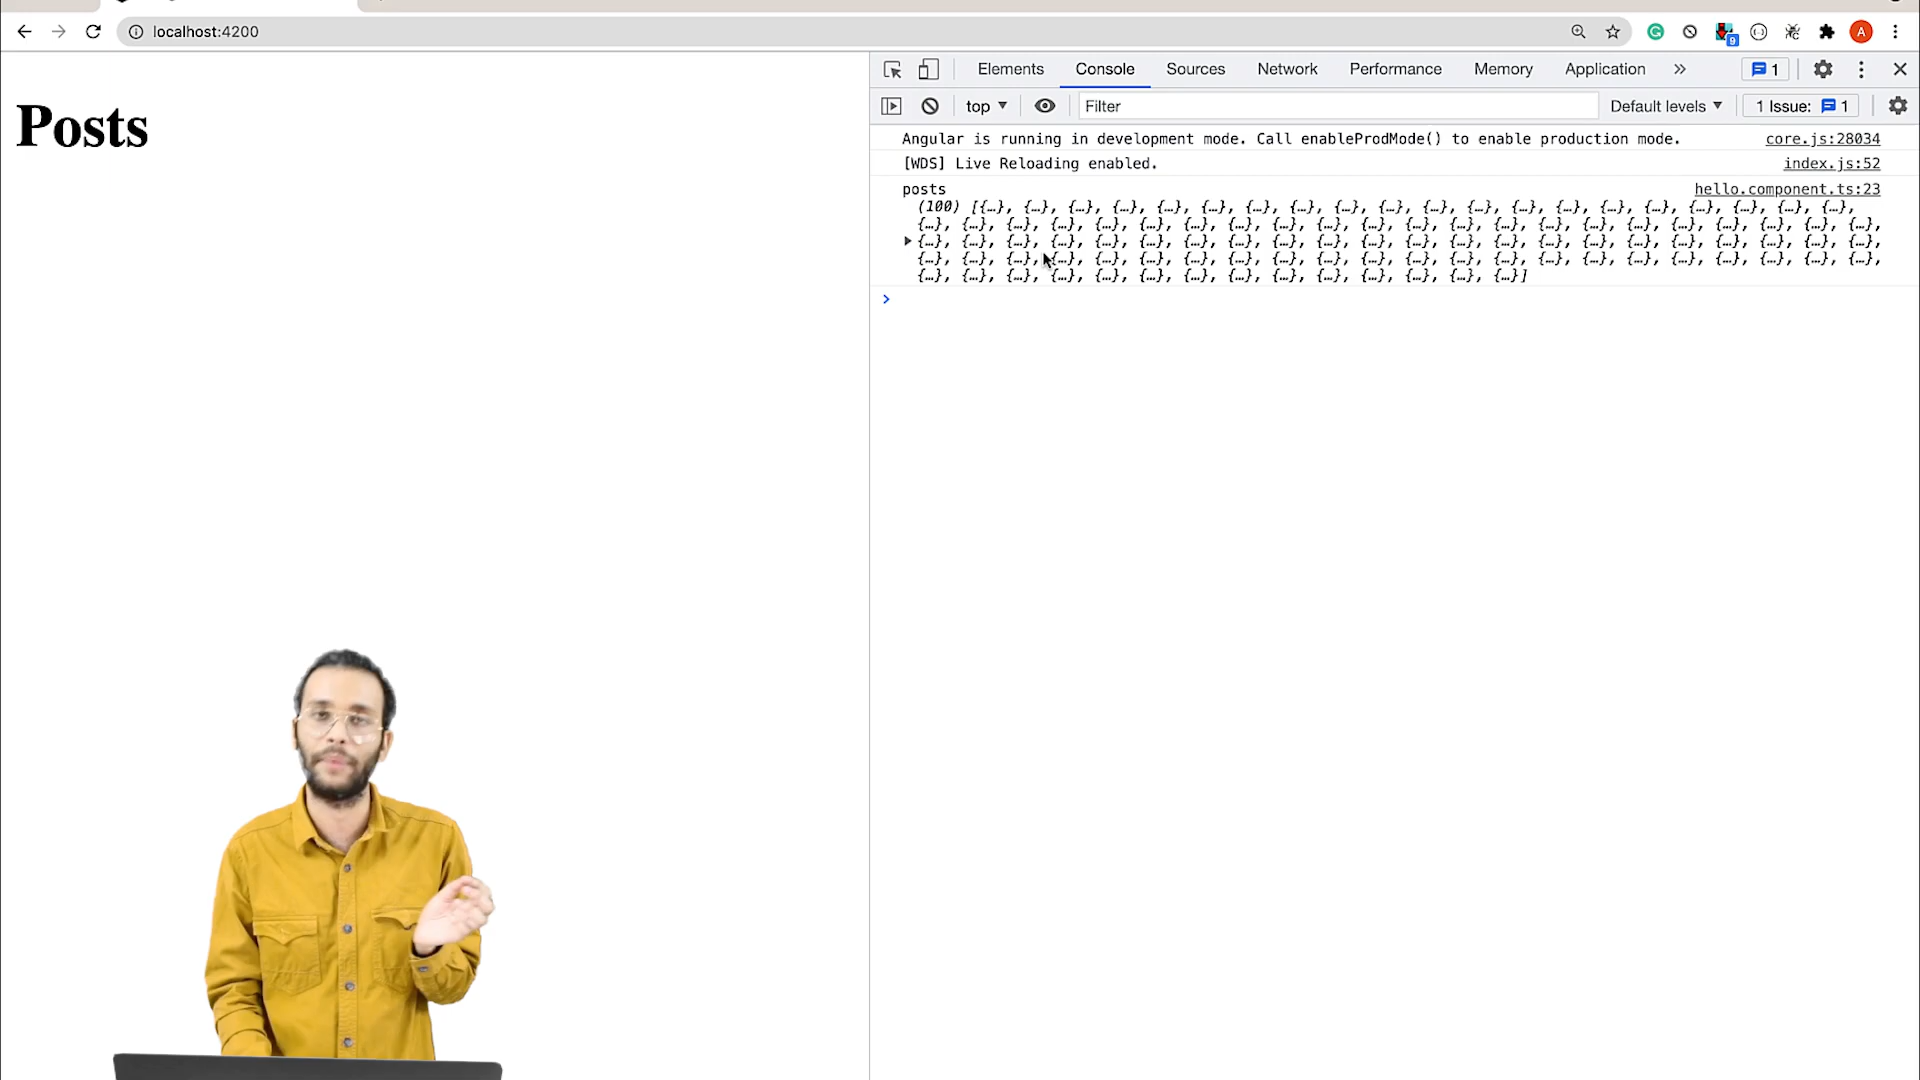 localhost:4200
9
A
Elements Console Sources Network Performance Memory Application » 1
top Filter Default levels 1 Issue: 1
Angular is running in development mode. Call enableProdMode() to enable production mode. core.js:28034
[WDS] Live Reloading enabled. index.js:52
posts hello.component.ts:23
(100) [{…}, {…}, {…}, {…}, {…}, {…}, {…}, {…}, {…}, {…}, {…}, {…}, {…}, {…}, {…}, {…}, {…}, {…}, {…}, {…},
{…}, {…}, {…}, {…}, {…}, {…}, {…}, {…}, {…}, {…}, {…}, {…}, {…}, {…}, {…}, {…}, {…}, {…}, {…}, {…}, {…}, {…},
{…}, {…}, {…}, {…}, {…}, {…}, {…}, {…}, {…}, {…}, {…}, {…}, {…}, {…}, {…}, {…}, {…}, {…}, {…}, {…}, {…}, {…},
{…}, {…}, {…}, {…}, {…}, {…}, {…}, {…}, {…}, {…}, {…}, {…}, {…}, {…}, {…}, {…}, {…}, {…}, {…}, {…}, {…}, {…},
{…}, {…}, {…}, {…}, {…}, {…}, {…}, {…}, {…}, {…}, {…}, {…}, {…}, {…}]
>
Posts